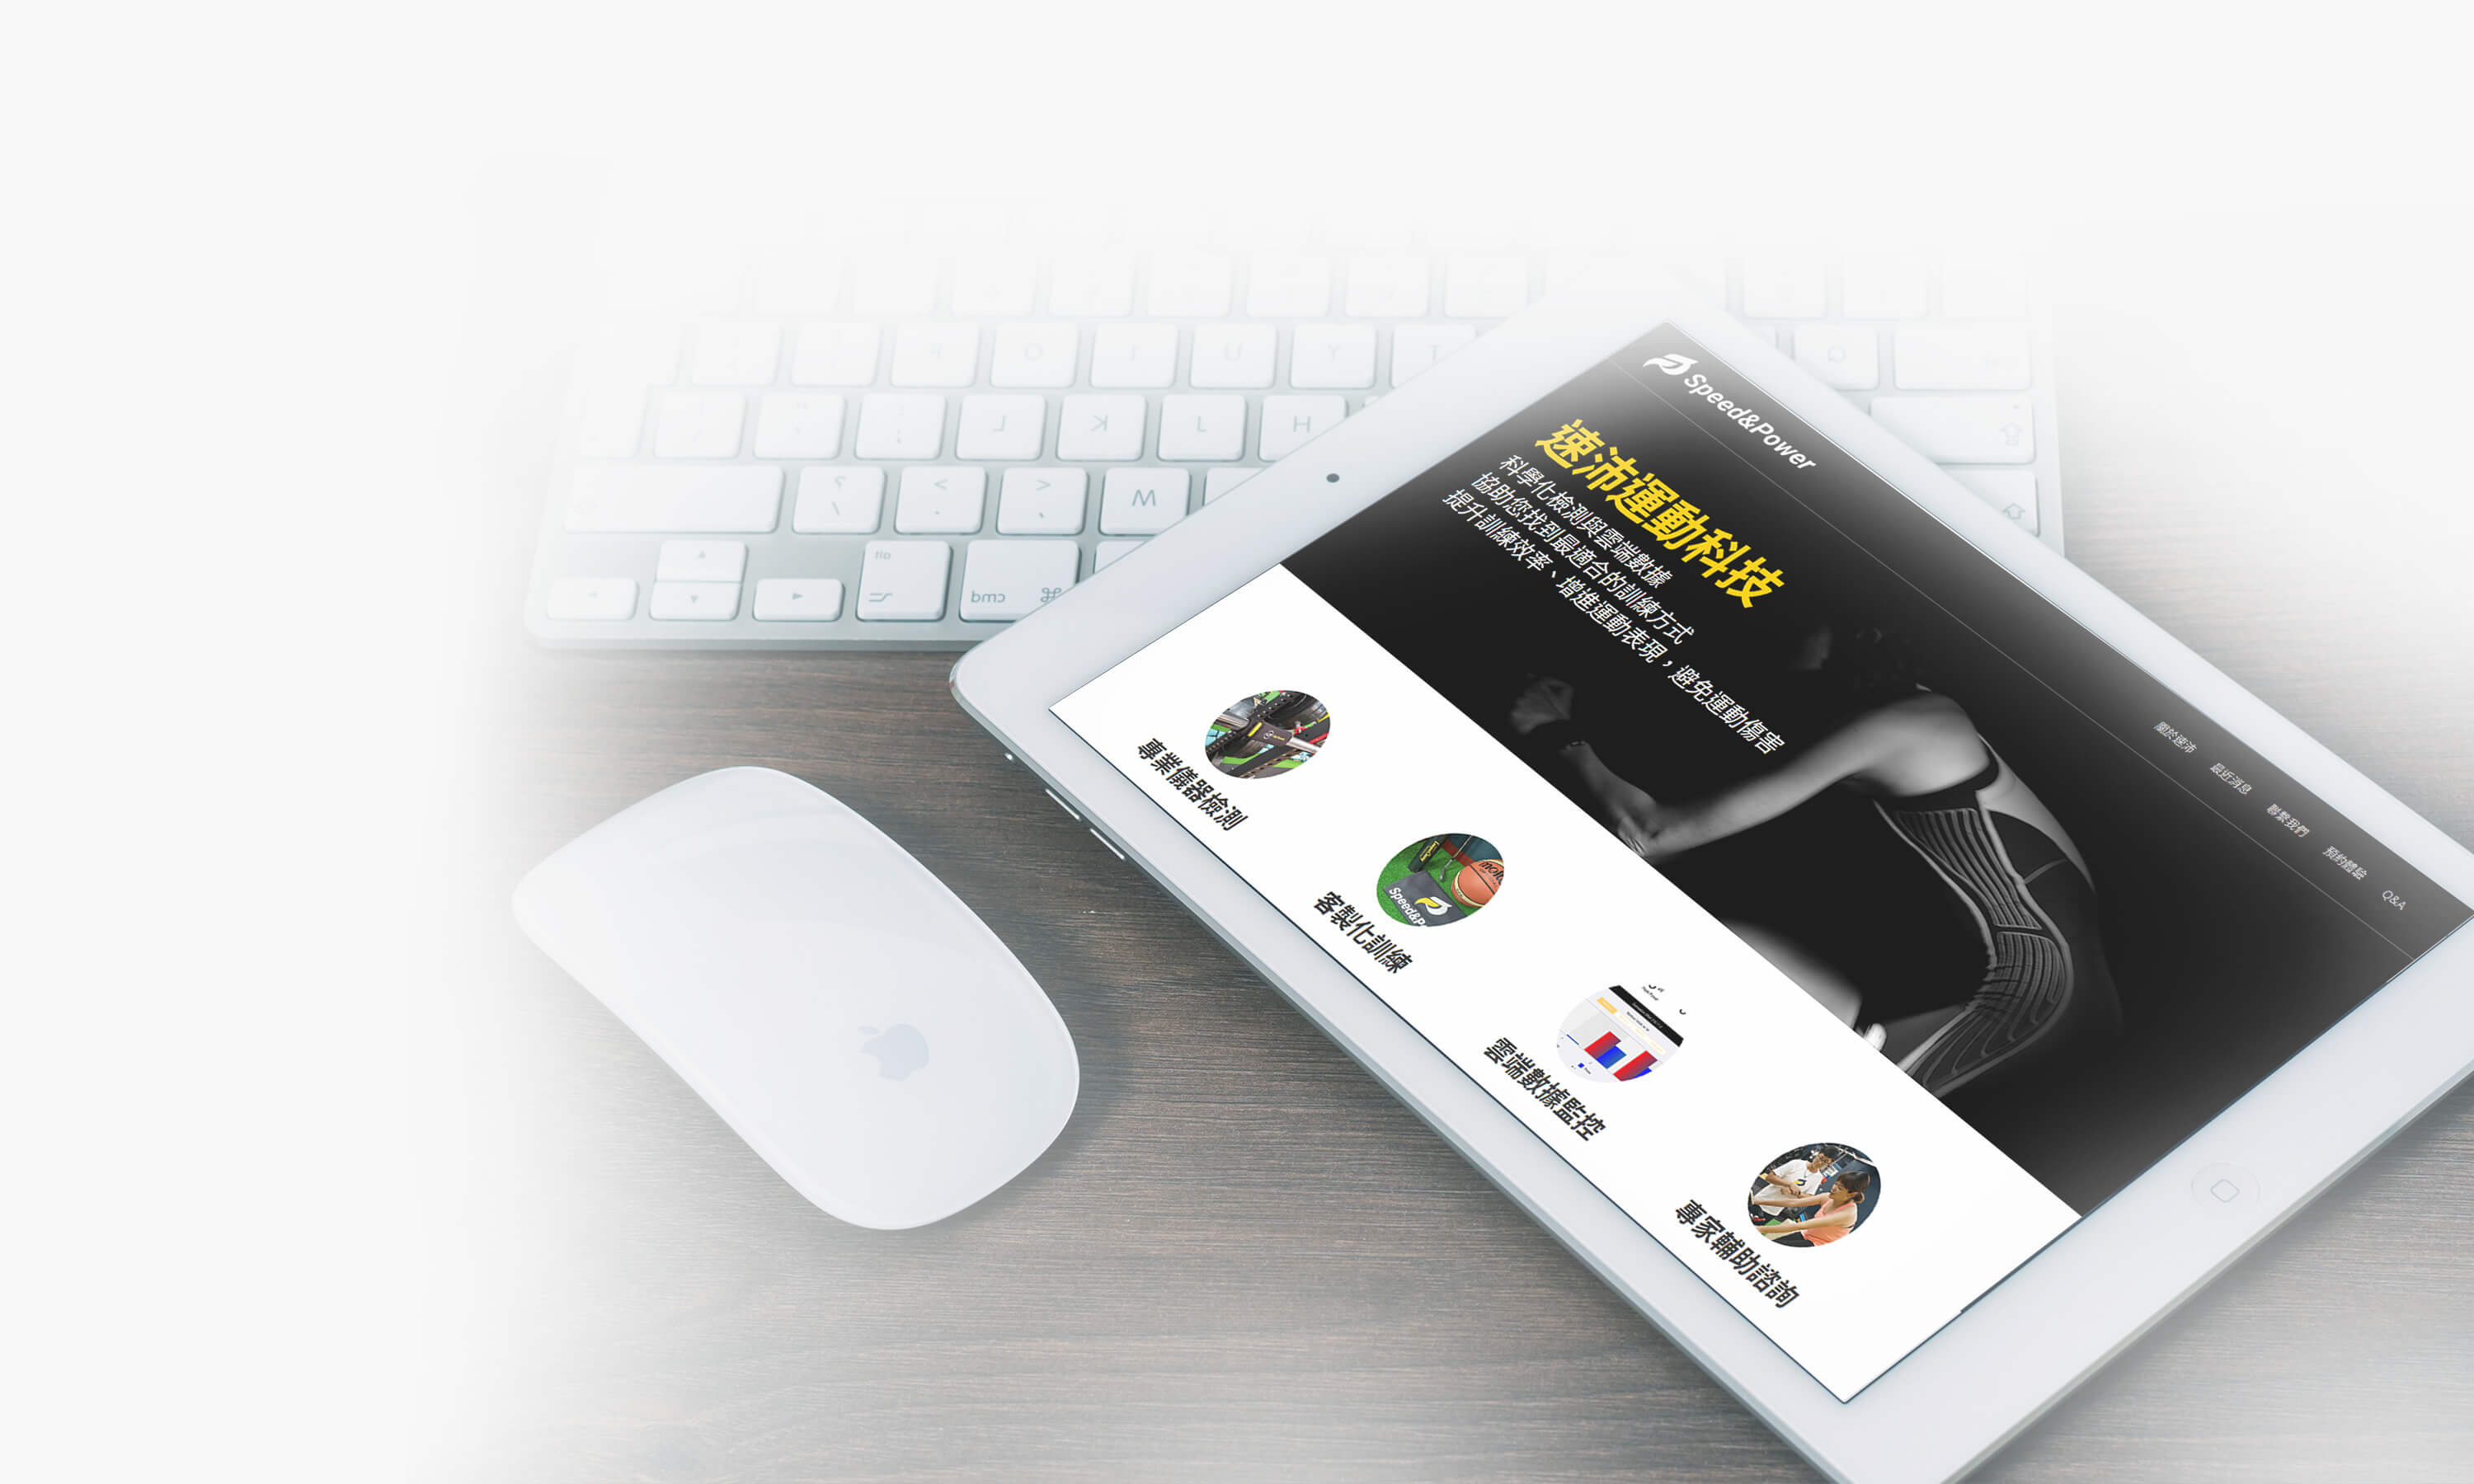 Speed&Power
關於速沛
最近消息
聯繫我們
預約體驗
Q&A
速沛運動科技
科學化檢測與雲端數據
協助您找到最適合的訓練方式
提升訓練效率、增進運動表現，避免運動傷害
專業儀器檢測
客製化訓練
雲端數據監控
專家輔助諮詢
molten
Speed&P
O
I
U
Y
T
Q
L
K
J
H
M
alt
cmd ⌘